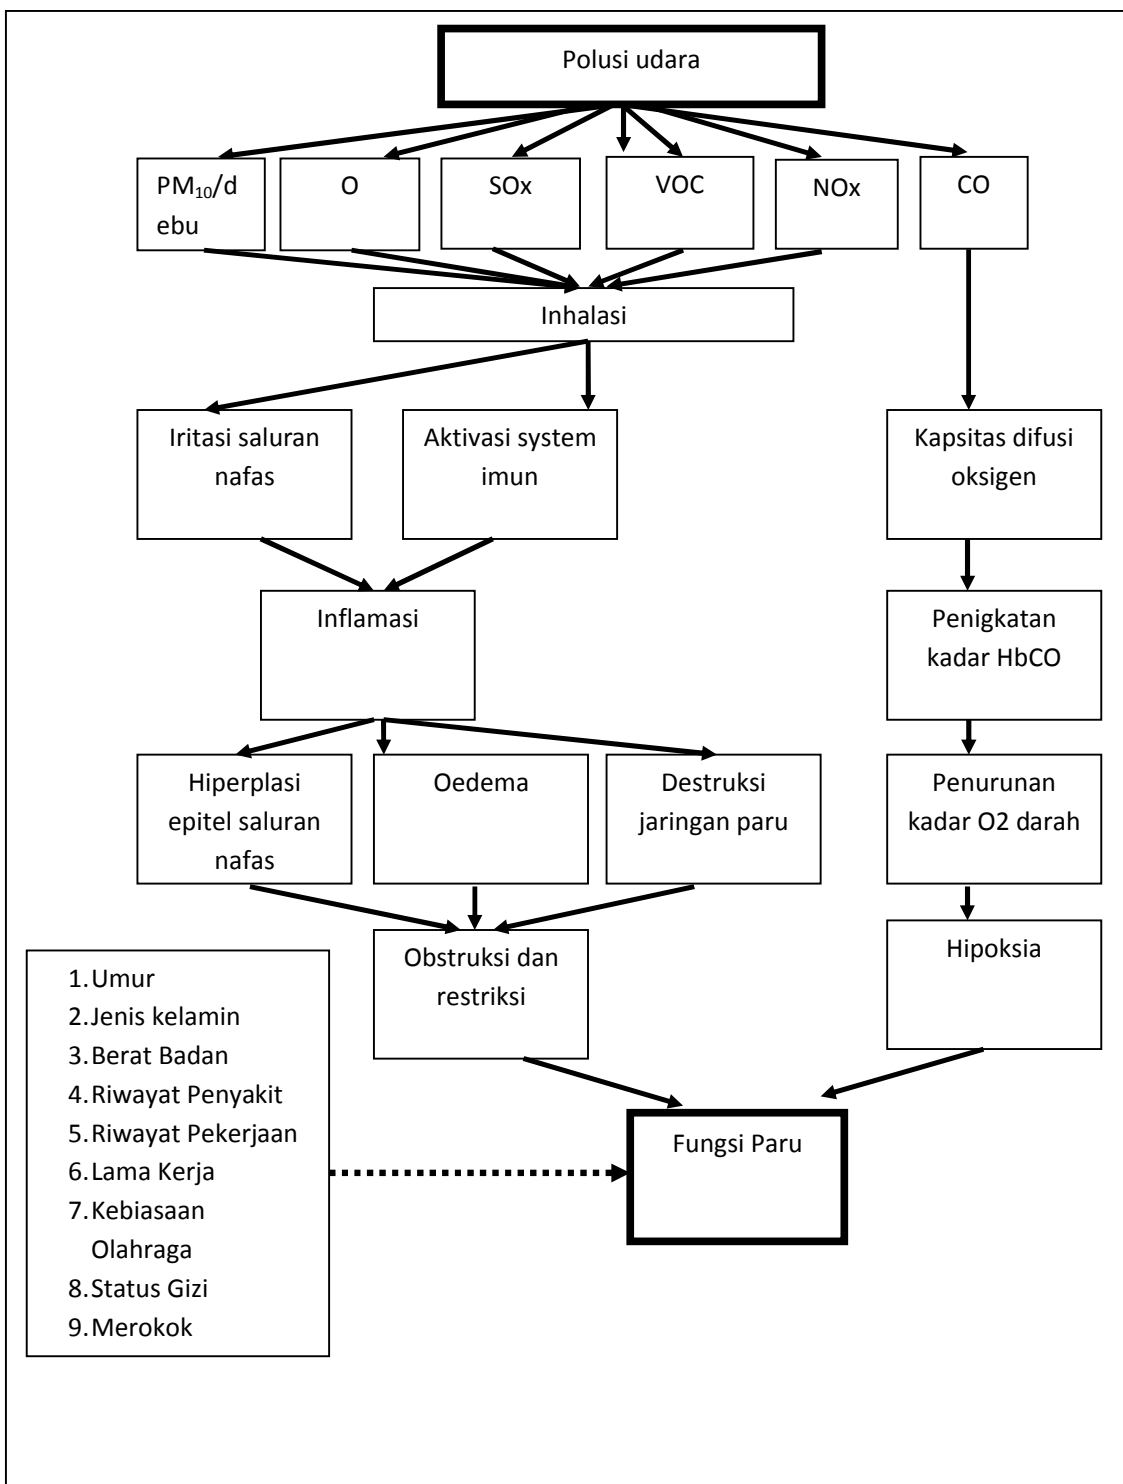 Polusi udara
PM₁₀/d
ebu
O
SOx
VOC
NOx
CO
Inhalasi
Iritasi saluran
nafas
Aktivasi system
imun
Kapsitas difusi
oksigen
Inflamasi
Penigkatan
kadar HbCO
Hiperplasi
epitel saluran
nafas
Oedema
Destruksi
jaringan paru
Penurunan
kadar O2 darah
Obstruksi dan
restriksi
Hipoksia
1.Umur
2.Jenis kelamin
3.Berat Badan
4.Riwayat Penyakit
5.Riwayat Pekerjaan
6.Lama Kerja
7.Kebiasaan
Olahraga
8.Status Gizi
9.Merokok
Fungsi Paru